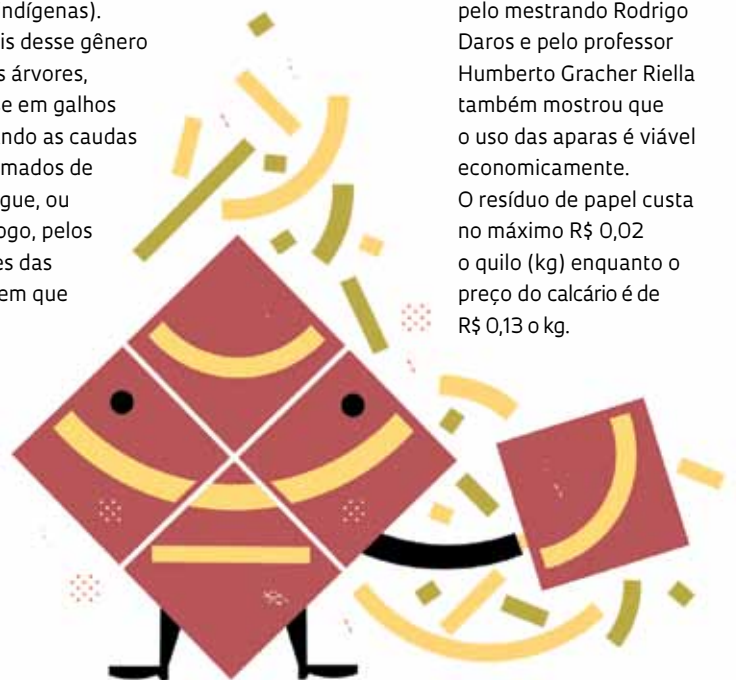 ndígenas).
is desse gênero
s árvores,
e em galhos
ndo as caudas
mados de
gue, ou
ogo, pelos
es das
em que
pelo mestrando Rodrigo
Daros e pelo professor
Humberto Gracher Riella
também mostrou que
o uso das aparas é viável
economicamente.
O resíduo de papel custa
no máximo R$ 0,02
o quilo (kg) enquanto o
preço do calcário é de
R$ 0,13 o kg.